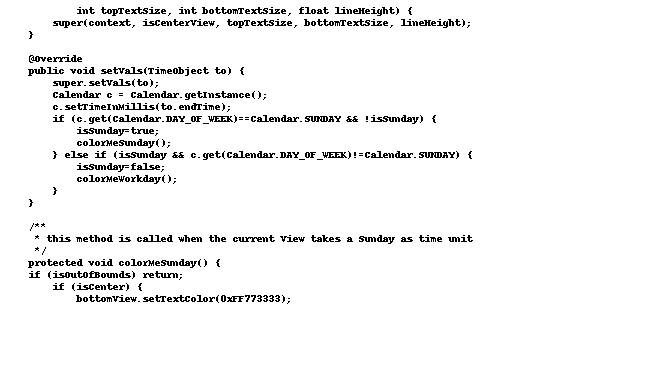 int topTextSize, int bottomTextSize, float lineHeight) {
super(context, isCenterView, topTextSize, bottomTextSize, lineHeight);
}
@Override
public void setVals(TimeObject to) {
super.setVals(to);
Calendar c = Calendar.getInstance();
c.setTimeInMillis(to.endTime);
if (c.get(Calendar.DAY_OF_WEEK)==Calendar.SUNDAY && !isSunday) {
isSunday=true;
colorMeSunday();
} else if (isSunday && c.get(Calendar.DAY_OF_WEEK)!=Calendar.SUNDAY) {
isSunday=false;
colorMeWorkday();
}
}
/**
* this method is called when the current View takes a Sunday as time unit
*/
protected void colorMeSunday() {
if (isOutOfBounds) return;
if (isCenter) {
bottomView.setTextColor(0xFF773333);